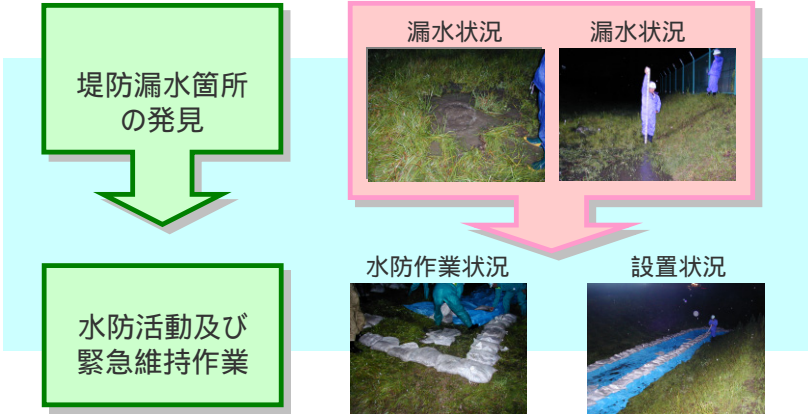 堤防漏水箇所
の発見
漏水状況
漏水状況
水防活動及び
緊急維持作業
水防作業状況
設置状況